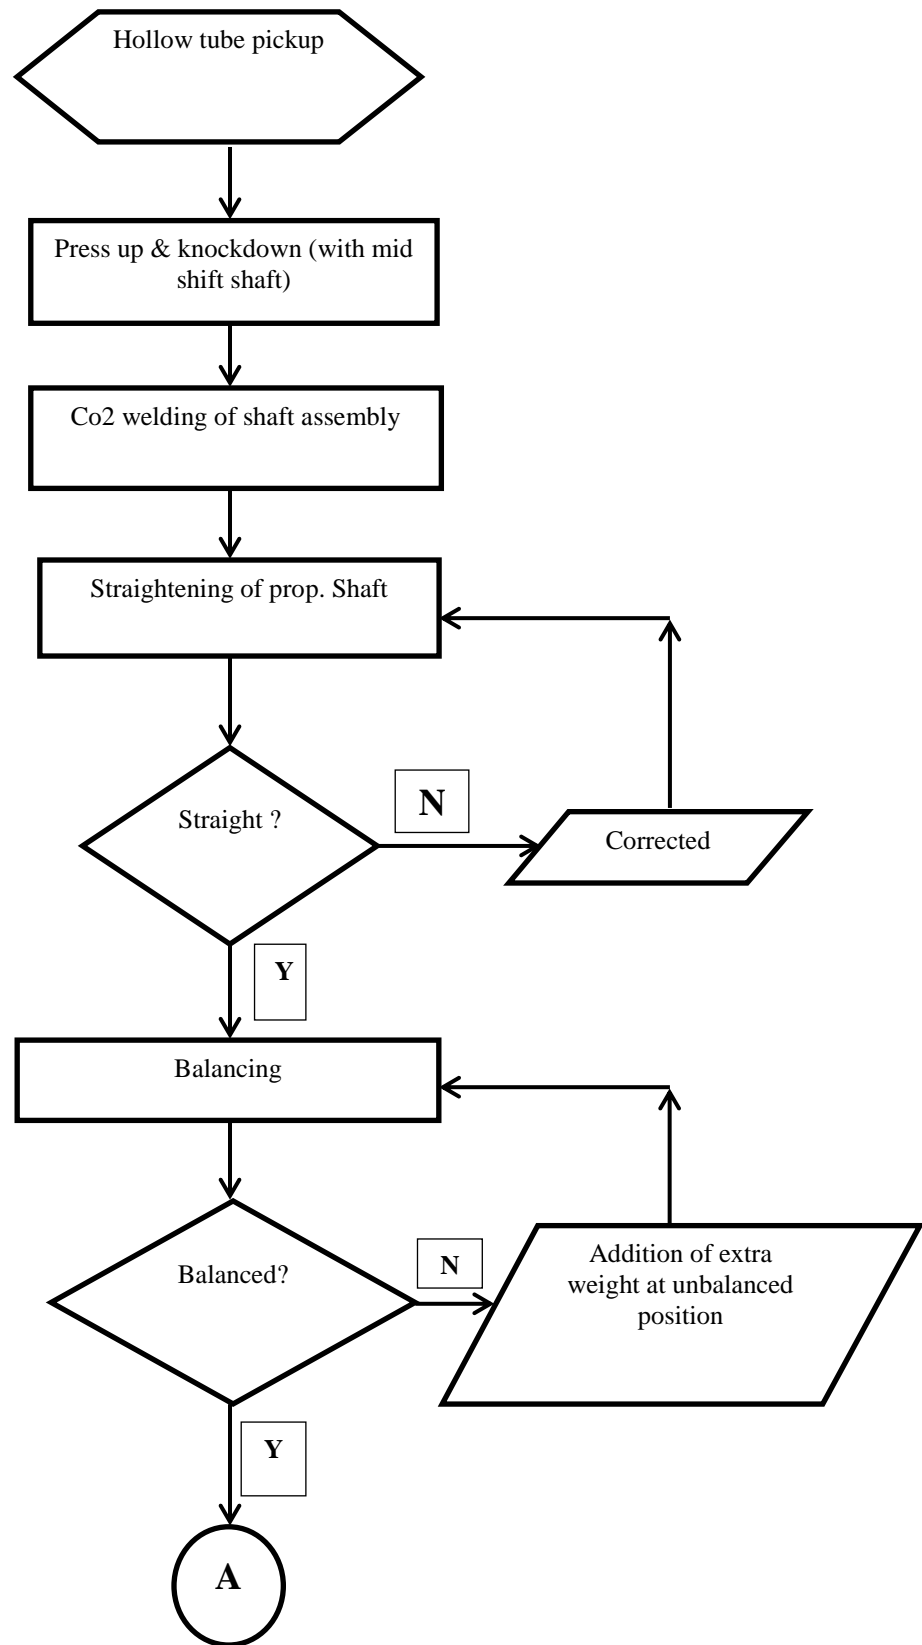 Hollow tube pickup
Press up & knockdown (with mid
shift shaft)
Co2 welding of shaft assembly
Straightening of prop. Shaft
Straight ?
N
Corrected
Y
Balancing
Balanced?
N
Addition of extra
weight at unbalanced
position
Y
A